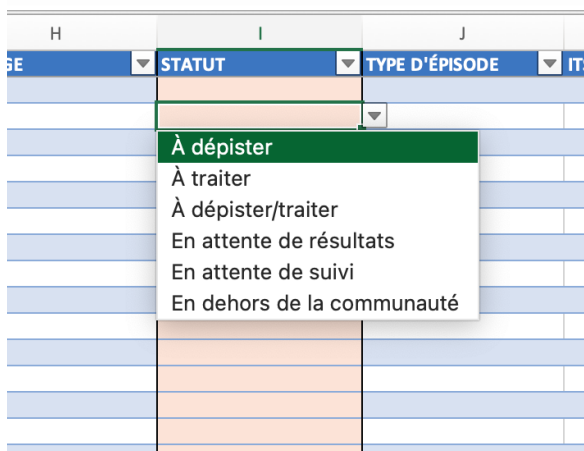 H I J
STATUT TYPE D'ÉPISODE
À dépister
À traiter
À dépister/traiter
En attente de résultats
En attente de suivi
En dehors de la communauté